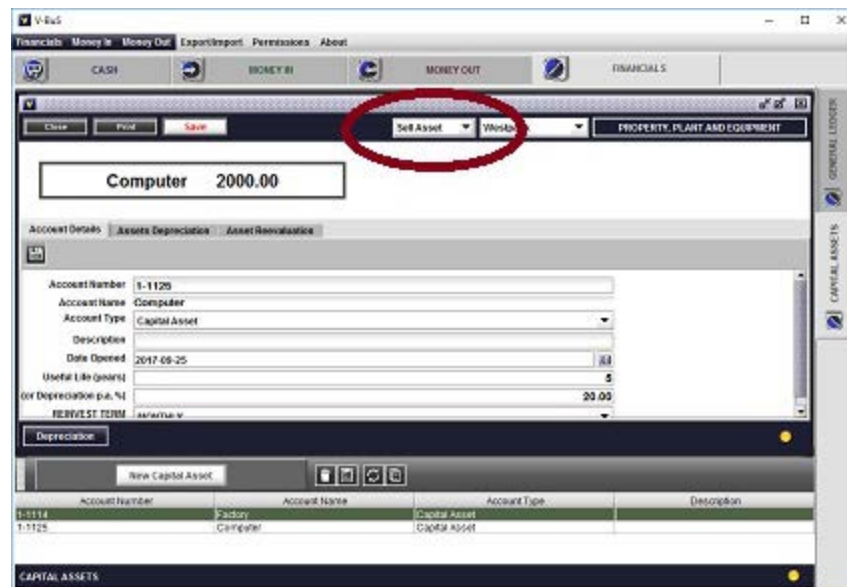 V-BuS
Financials Money In Money Out Export/Import Permissions About
CASH MONEY IN MONEY OUT FINANCIALS
Close Print Save Sell Asset PROPERTY, PLANT AND EQUIPMENT
Computer 2000.00
Account Details Assets Depreciation Asset Reevaluation
Account Number 1-1125
Account Name Computer
Account Type Capital Asset
Description
Date Opened 2017-09-25
Useful Life (years) 5
(or Depreciation p.a. %) 20.00
REINVEST TERM MONTHLY
Depreciation
New Capital Asset
Account Number Account Name Account Type Description
1-1114 Factory Capital Asset
1-1125 Computer Capital Asset
CAPITAL ASSETS
GENERAL LEDGER
CAPITAL ASSETS